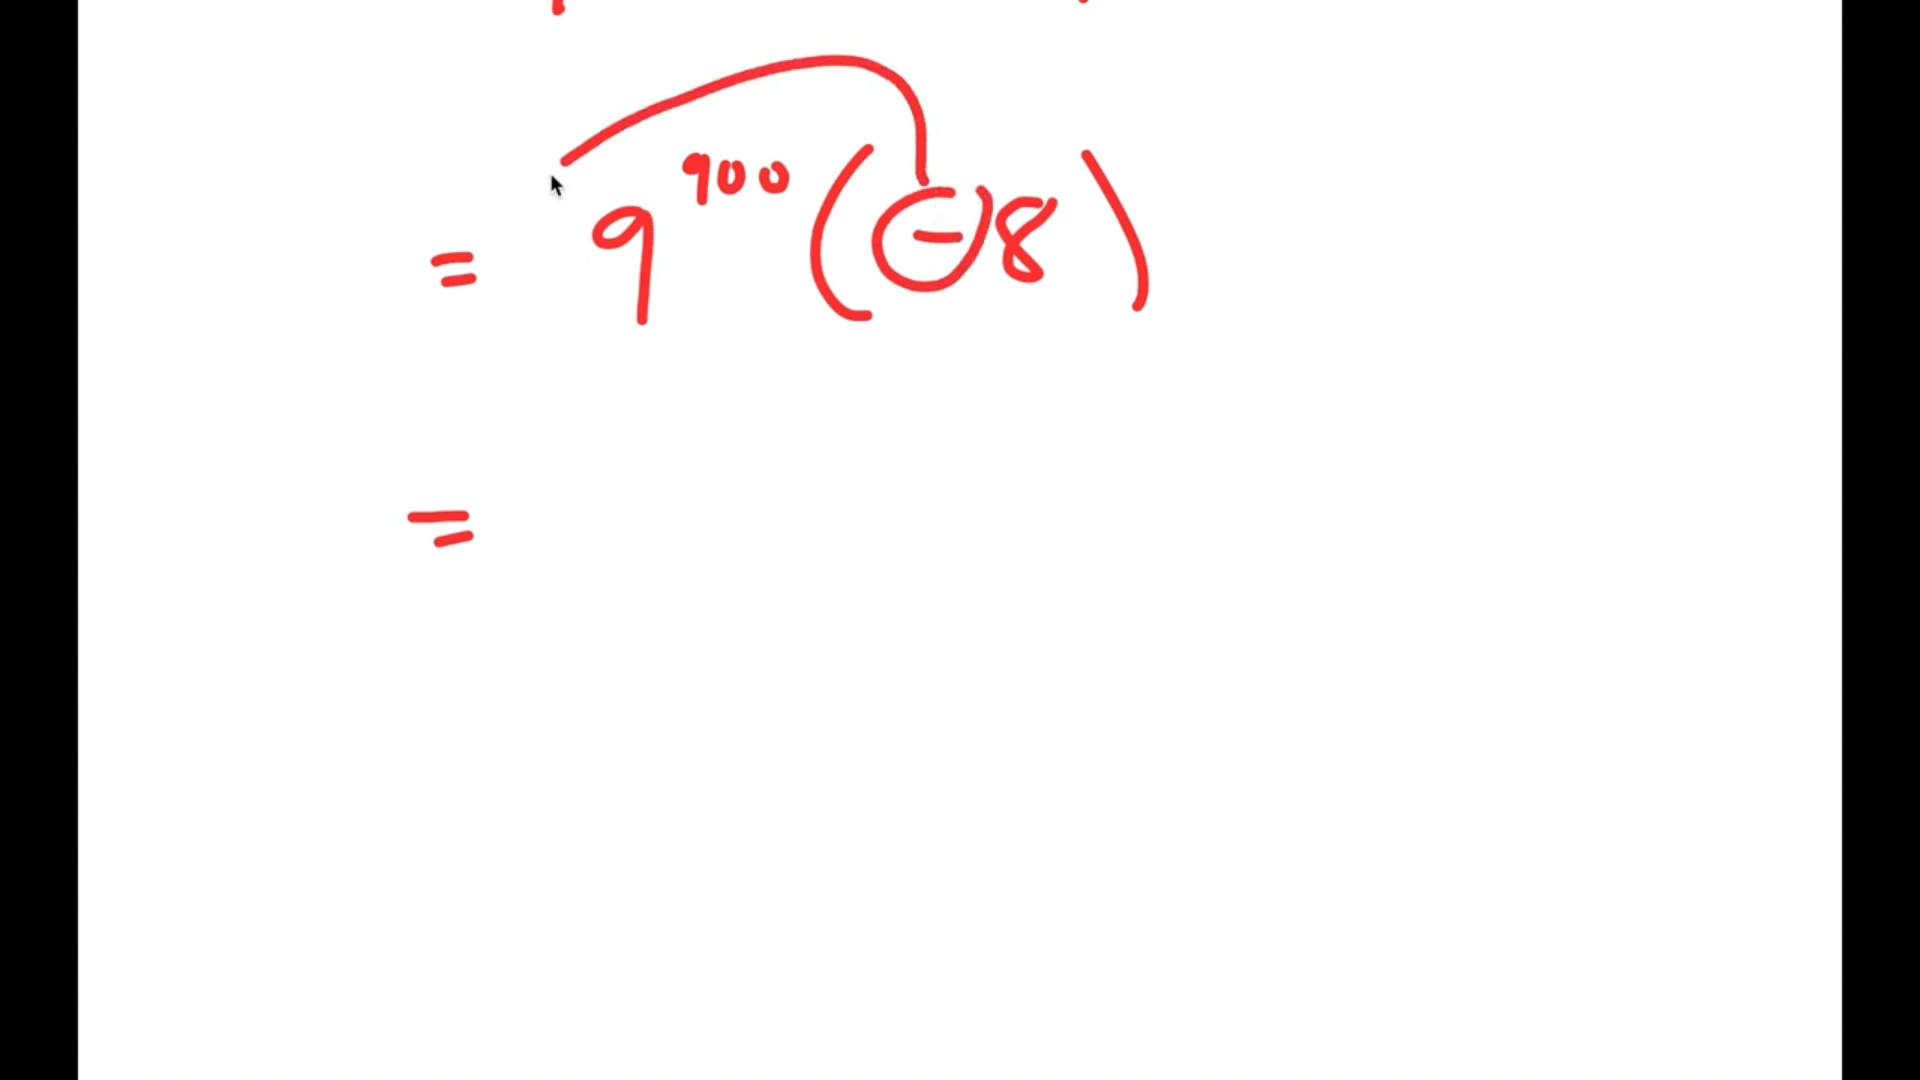 = 9^900 (-8)
=